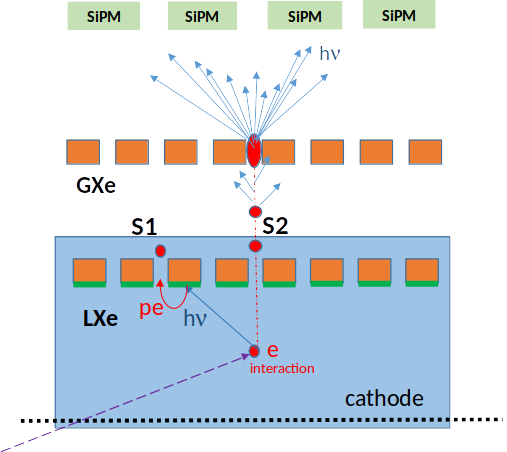 SiPM SiPM SiPM SiPM
hν
GXe
S1 S2
pe hν
LXe
e
interaction
cathode